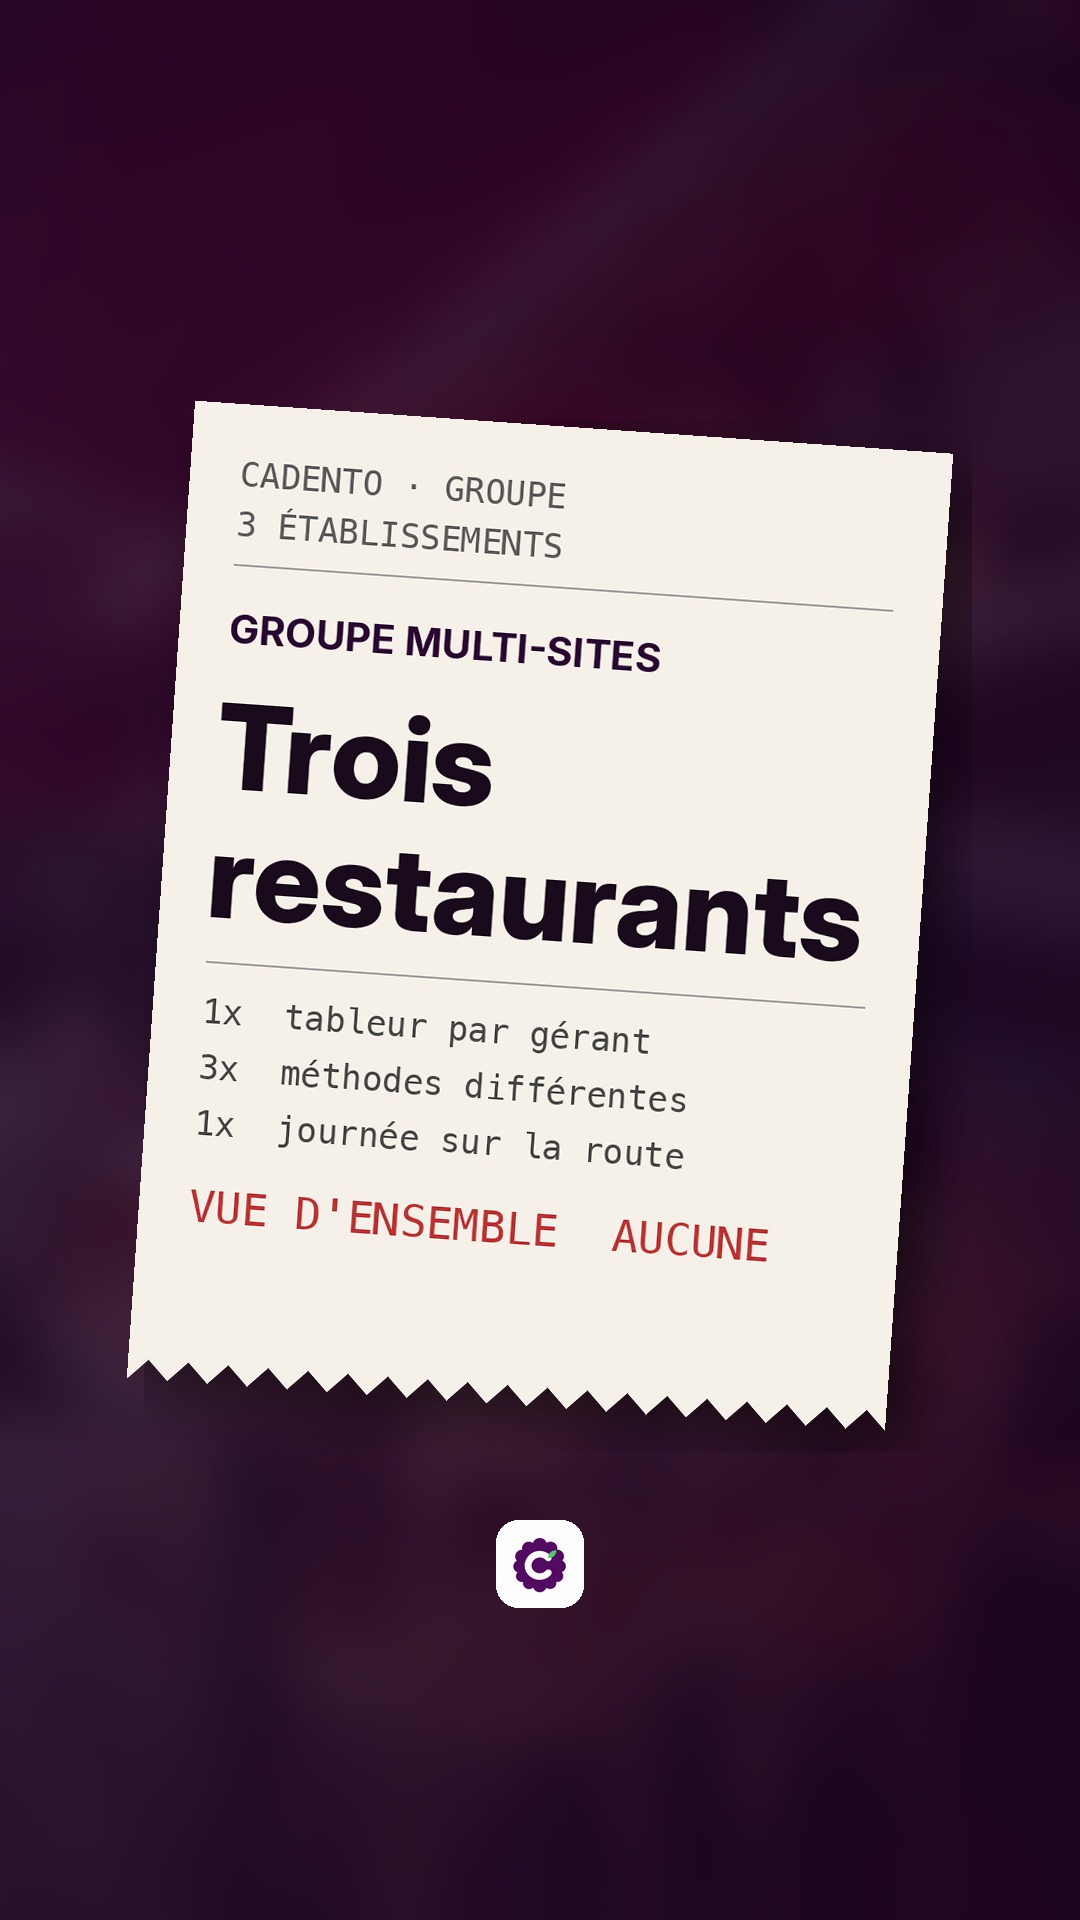 CADENTO · GROUPE
3 ÉTABLISSEMENTS
GROUPE MULTI-SITES
Trois
restaurants
1x tableur par gérant
3x méthodes différentes
1x journée sur la route
VUE D'ENSEMBLE AUCUNE